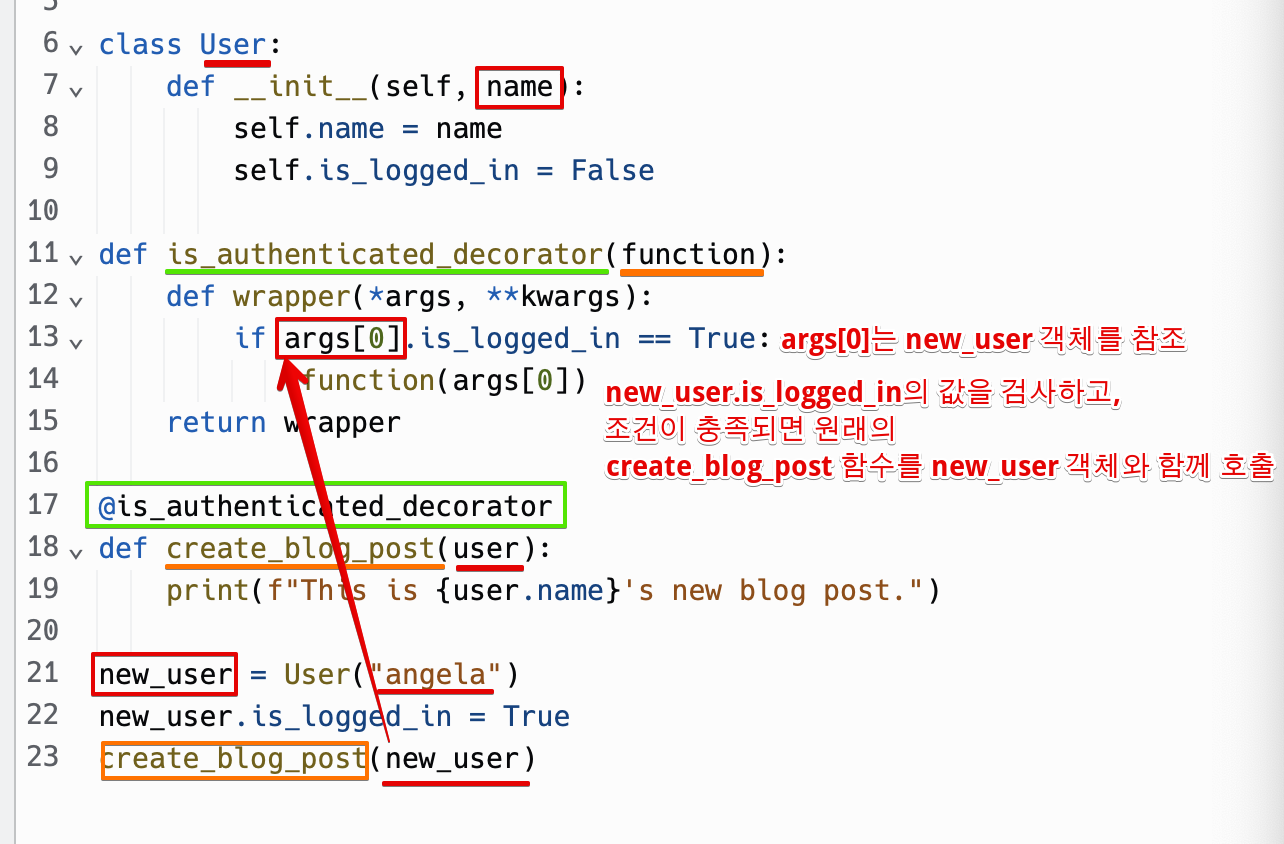 5
6 class User:
7 def __init__(self, name):
8 self.name = name
9 self.is_logged_in = False
10
11 def is_authenticated_decorator(function):
12 def wrapper(*args, **kwargs):
13 if args[0].is_logged_in == True: args[0]는 new_user 객체를 참조
14 function(args[0])
new_user.is_logged_in의 값을 검사하고,
15 return wrapper
조건이 충족되면 원래의
16
create_blog_post 함수를 new_user 객체와 함께 호출
17 @is_authenticated_decorator
18 def create_blog_post(user):
19 print(f"This is {user.name}'s new blog post.")
20
21 new_user = User("angela")
22 new_user.is_logged_in = True
23 create_blog_post(new_user)